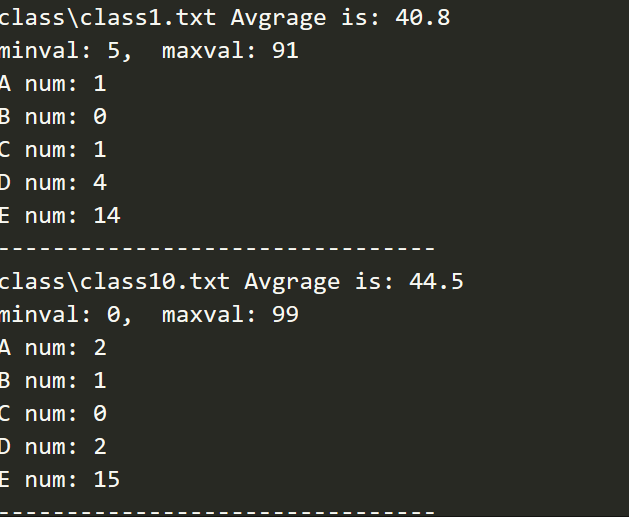 class\class1.txt Avgrage is: 40.8
minval: 5,  maxval: 91
A num: 1
B num: 0
C num: 1
D num: 4
E num: 14
--------------------------------
class\class10.txt Avgrage is: 44.5
minval: 0,  maxval: 99
A num: 2
B num: 1
C num: 0
D num: 2
E num: 15
--------------------------------